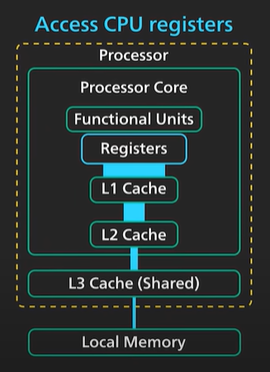 Access CPU registers
Processor
Processor Core
Functional Units
Registers
L1 Cache
L2 Cache
L3 Cache (Shared)
Local Memory